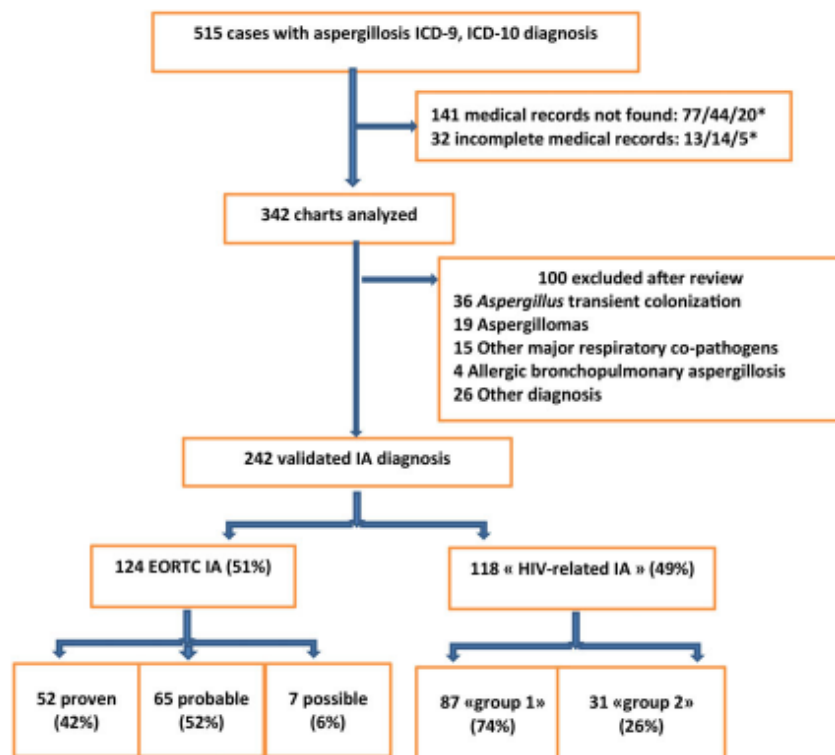 515 cases with aspergillosis ICD-9, ICD-10 diagnosis
141 medical records not found: 77/44/20*
32 incomplete medical records: 13/14/5*
342 charts analyzed
100 excluded after review
36 Aspergillus transient colonization
19 Aspergillomas
15 Other major respiratory co-pathogens
4 Allergic bronchopulmonary aspergillosis
26 Other diagnosis
242 validated IA diagnosis
124 EORTC IA (51%)
118 « HIV-related IA » (49%)
52 proven
(42%)
65 probable
(52%)
7 possible
(6%)
87 «group 1»
(74%)
31 «group 2»
(26%)